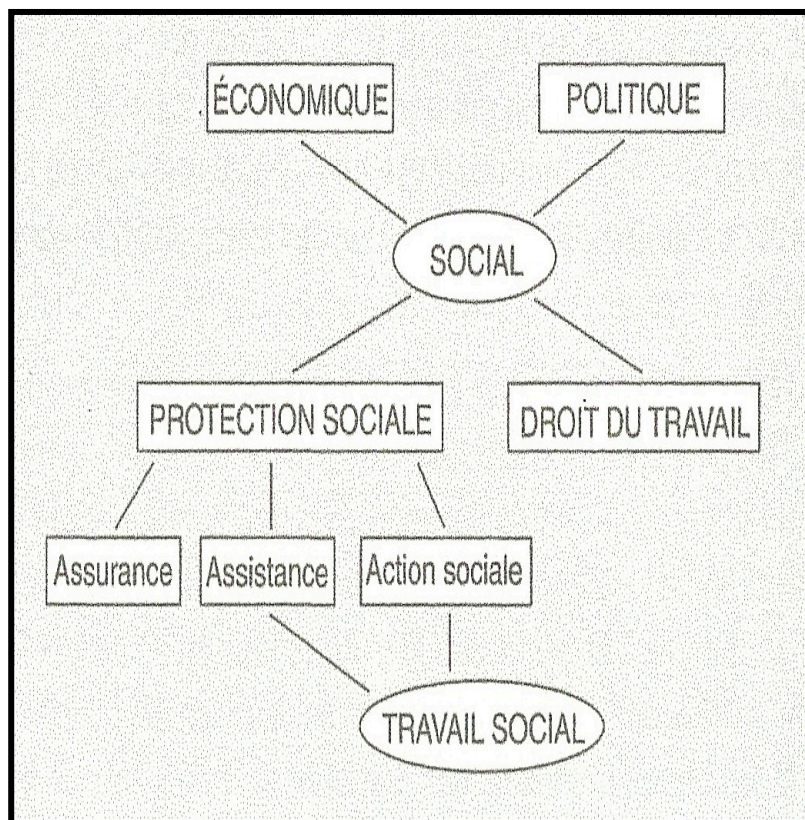 ÉCONOMIQUE
POLITIQUE
SOCIAL
PROTECTION SOCIALE
DROIT DU TRAVAIL
Assurance
Assistance
Action sociale
TRAVAIL SOCIAL